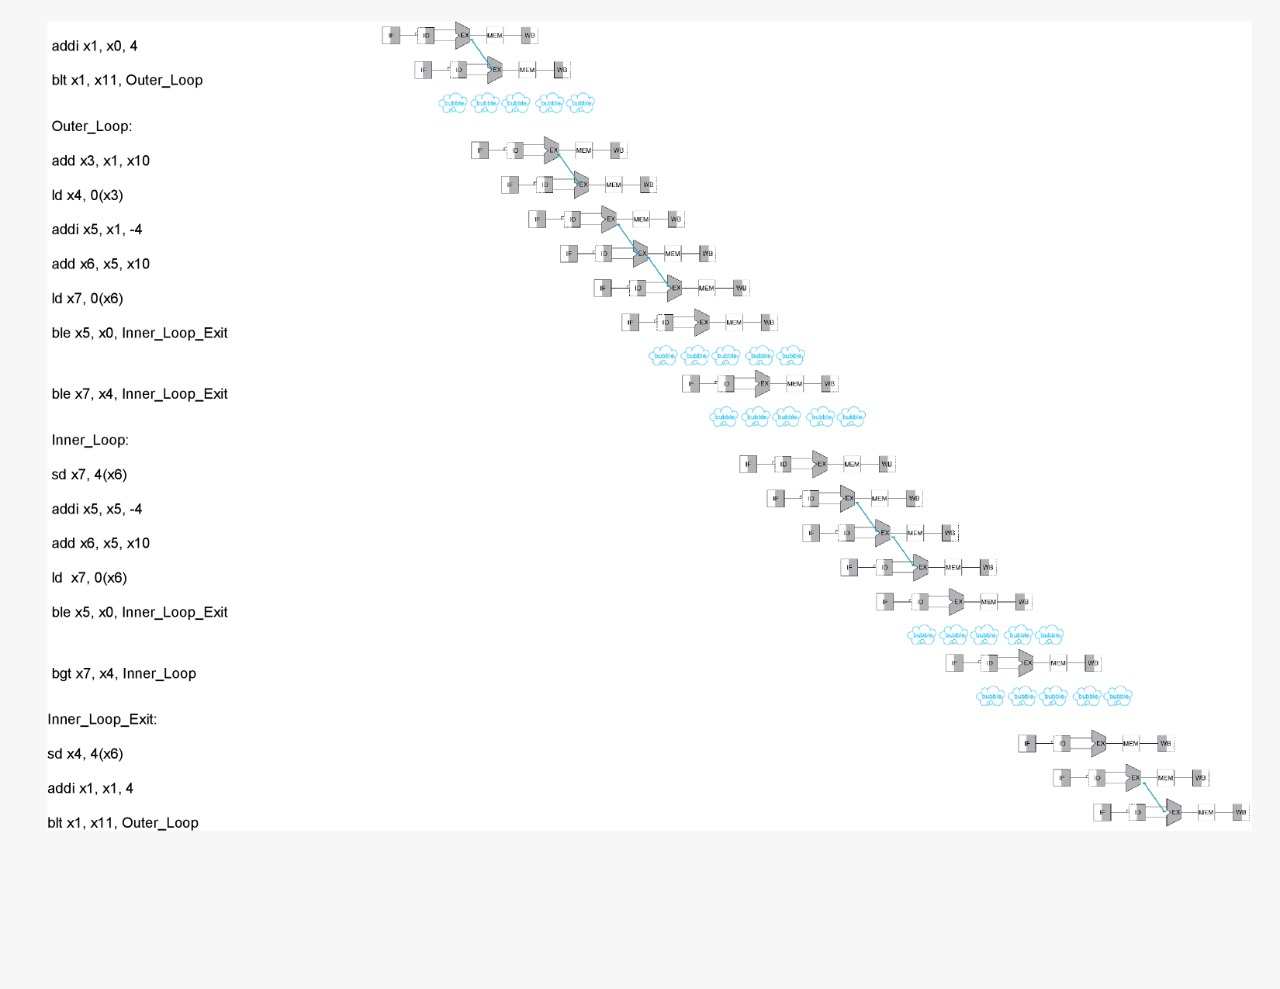 addi x1, x0, 4
IF ID EX MEM WB
blt x1, x11, Outer_Loop
IF ID EX MEM WB
bubble bubble bubble bubble bubble
Outer_Loop:
add x3, x1, x10
IF ID EX MEM WB
ld x4, 0(x3)
IF ID EX MEM WB
addi x5, x1, -4
IF ID EX MEM WB
add x6, x5, x10
IF ID EX MEM WB
ld x7, 0(x6)
IF ID EX MEM WB
ble x5, x0, Inner_Loop_Exit
IF ID EX MEM WB
bubble bubble bubble bubble bubble
ble x7, x4, Inner_Loop_Exit
IF ID EX MEM WB
bubble bubble bubble bubble bubble
Inner_Loop:
sd x7, 4(x6)
IF ID EX MEM WB
addi x5, x5, -4
IF ID EX MEM WB
add x6, x5, x10
IF ID EX MEM WB
ld  x7, 0(x6)
IF ID EX MEM WB
ble x5, x0, Inner_Loop_Exit
IF ID EX MEM WB
bubble bubble bubble bubble bubble
bgt x7, x4, Inner_Loop
IF ID EX MEM WB
bubble bubble bubble bubble bubble
Inner_Loop_Exit:
sd x4, 4(x6)
IF ID EX MEM WB
addi x1, x1, 4
IF ID EX MEM WB
blt x1, x11, Outer_Loop
IF ID EX MEM WB